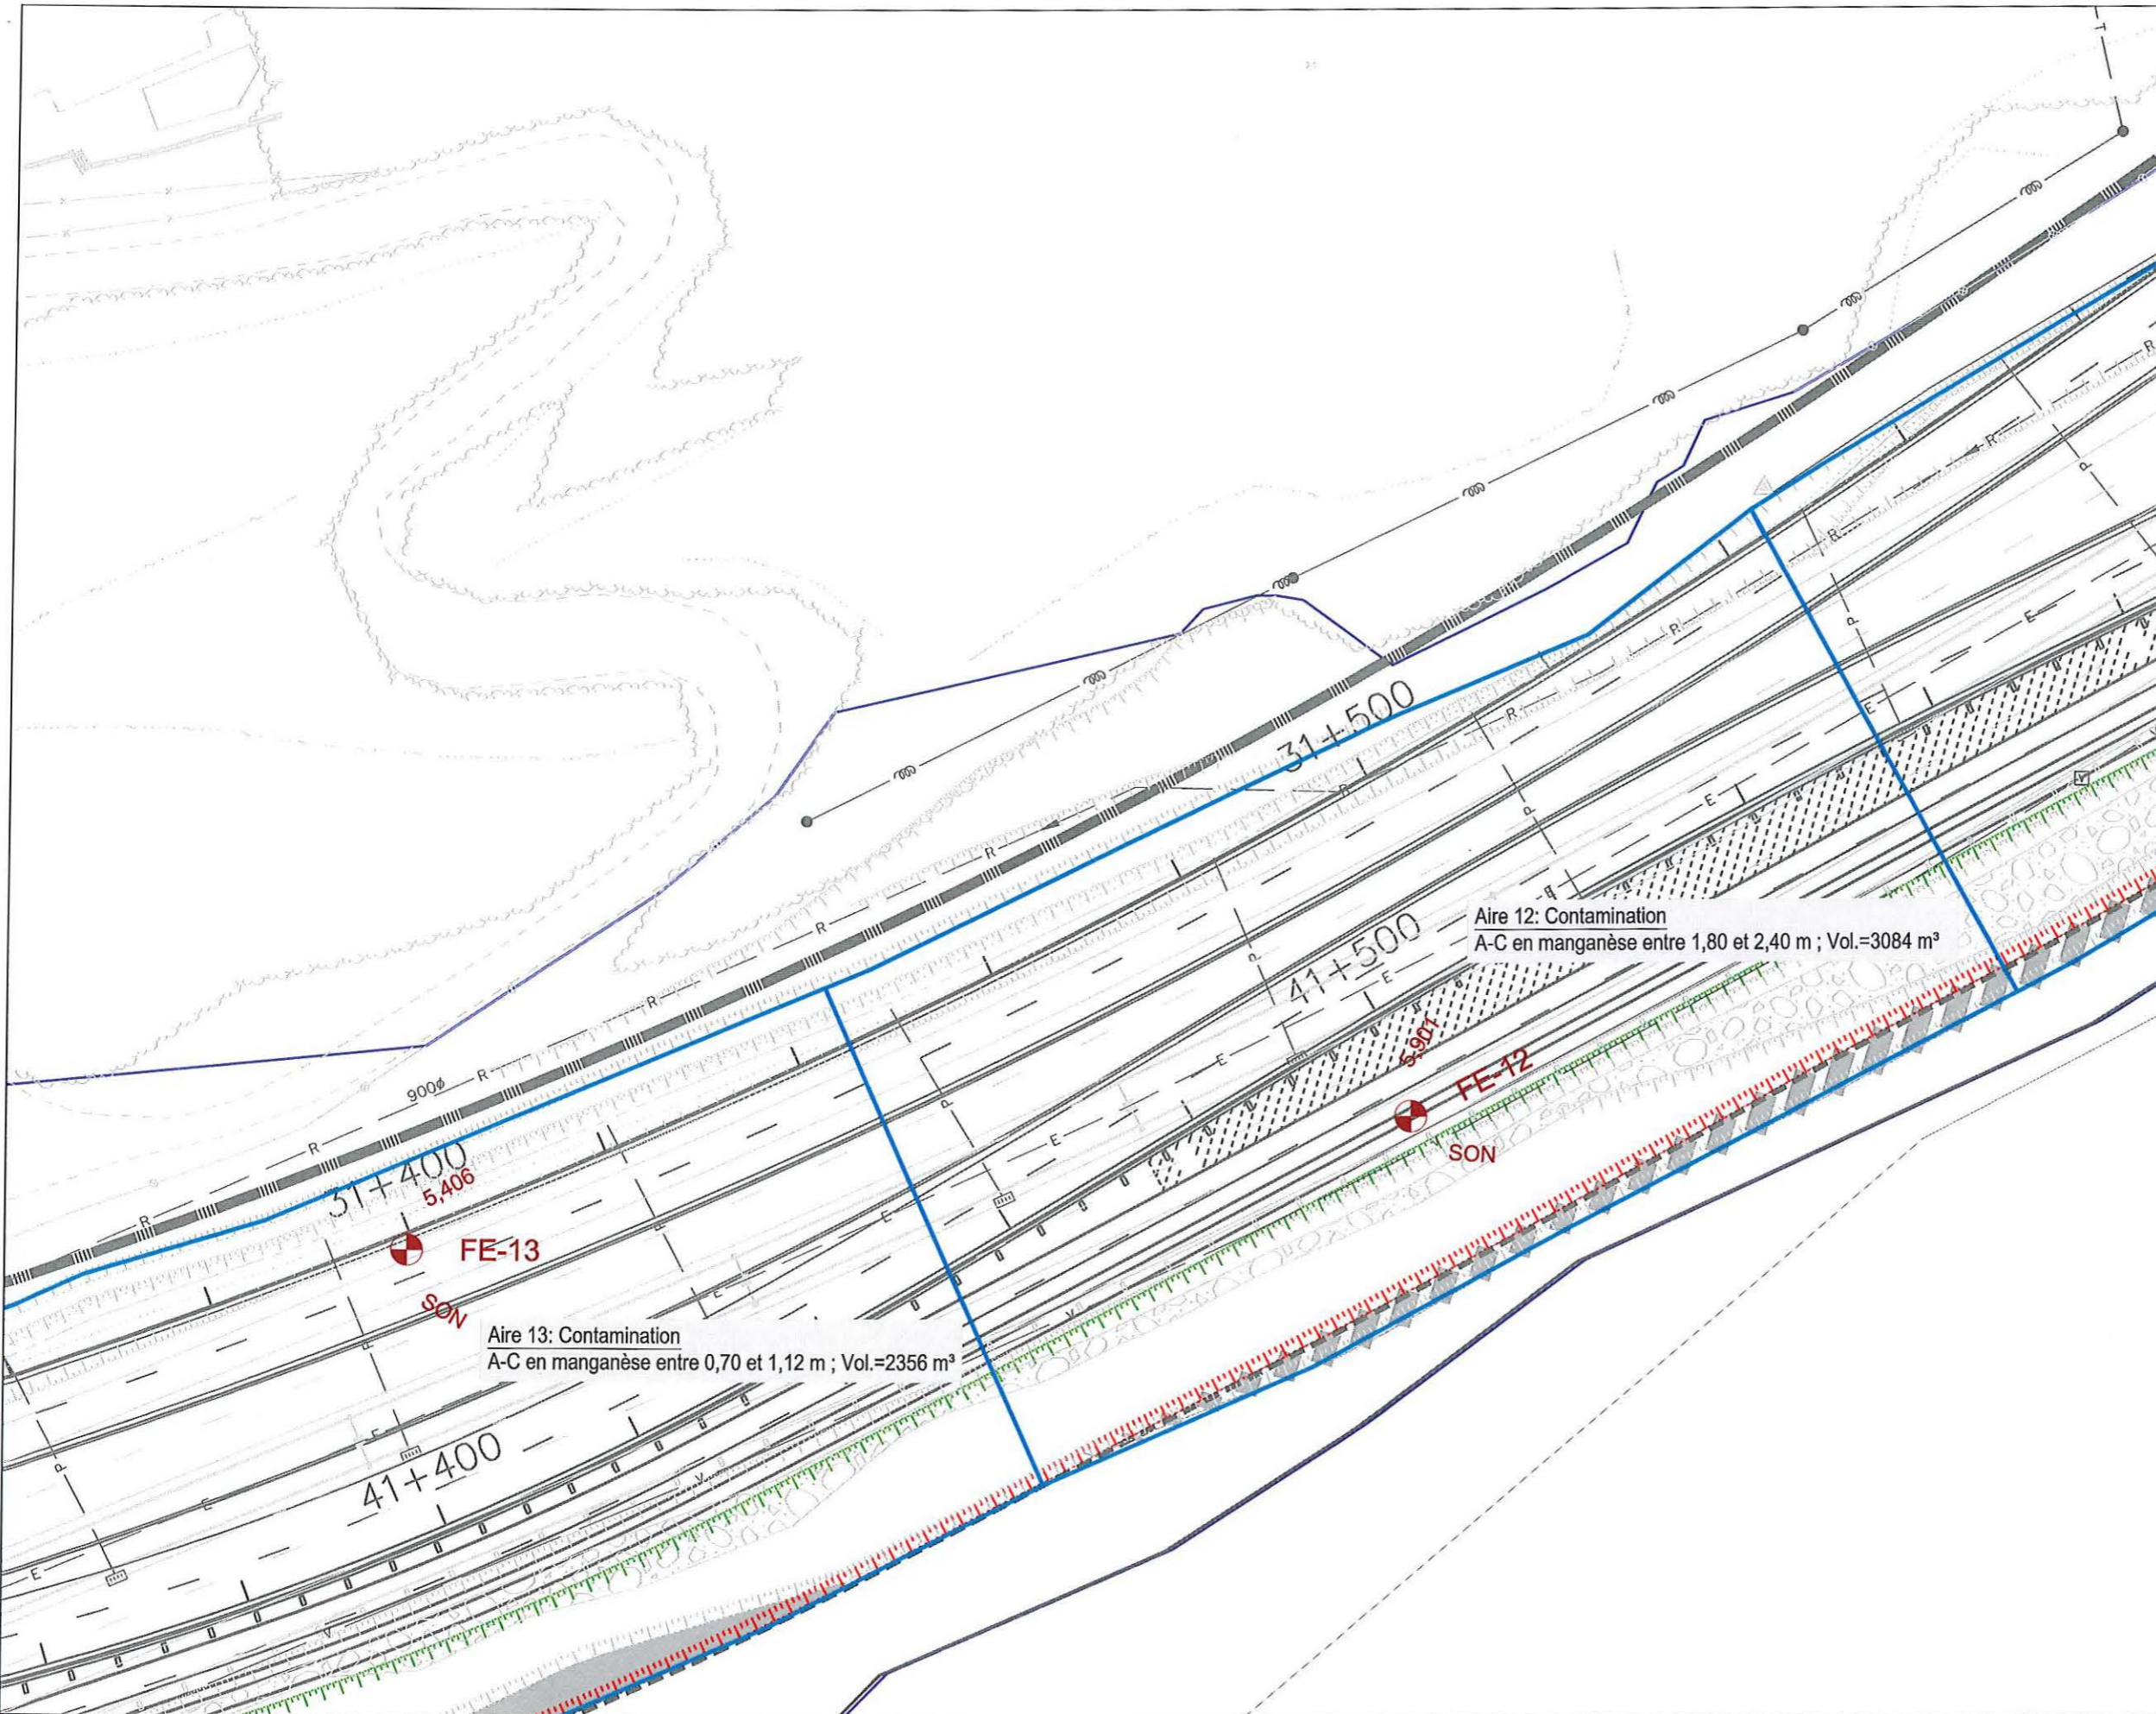 T
31+500
R
R
R
R
R
P
P
P
P
E
E
E
E
E
41+500
Aire 12: Contamination
A-C en manganèse entre 1,80 et 2,40 m ; Vol.=3084 m³
5,901
FE-12
SON
R
R
R
R
900ø
R
R
31+400
5,406
FE-13
SON
Aire 13: Contamination
A-C en manganèse entre 0,70 et 1,12 m ; Vol.=2356 m³
P
P
P
P
E
E
E
E
E
41+400
V
V
V
Y